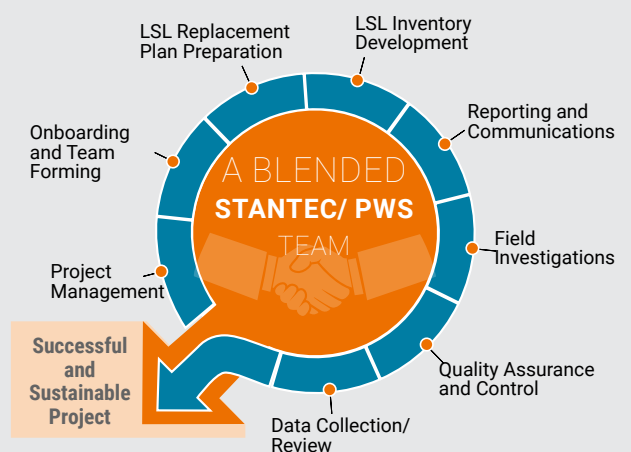 LSL Replacement
Plan Preparation
LSL Inventory
Development
Reporting and
Communications
Onboarding
and Team
Forming
A BLENDED
STANTEC/ PWS
TEAM
Field
Investigations
Project
Management
Successful
and
Sustainable
Project
Quality Assurance
and Control
Data Collection/
Review